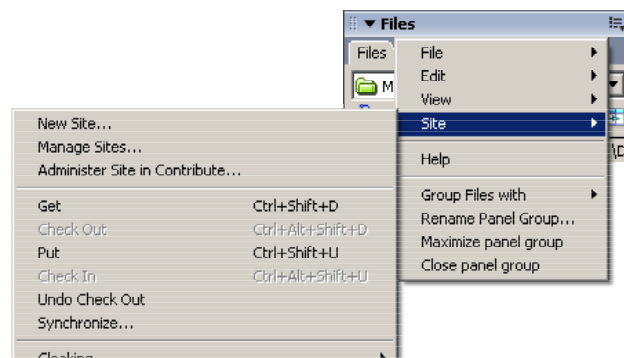 Files
Files
File
Edit
View
Site
Help
Group Files with
Rename Panel Group...
Maximize panel group
Close panel group
M
New Site...
Manage Sites...
Administer Site in Contribute...
Get Ctrl+Shift+D
Check Out Ctrl+Alt+Shift+D
Put Ctrl+Shift+U
Check In Ctrl+Alt+Shift+U
Undo Check Out
Synchronize...
Cloaking